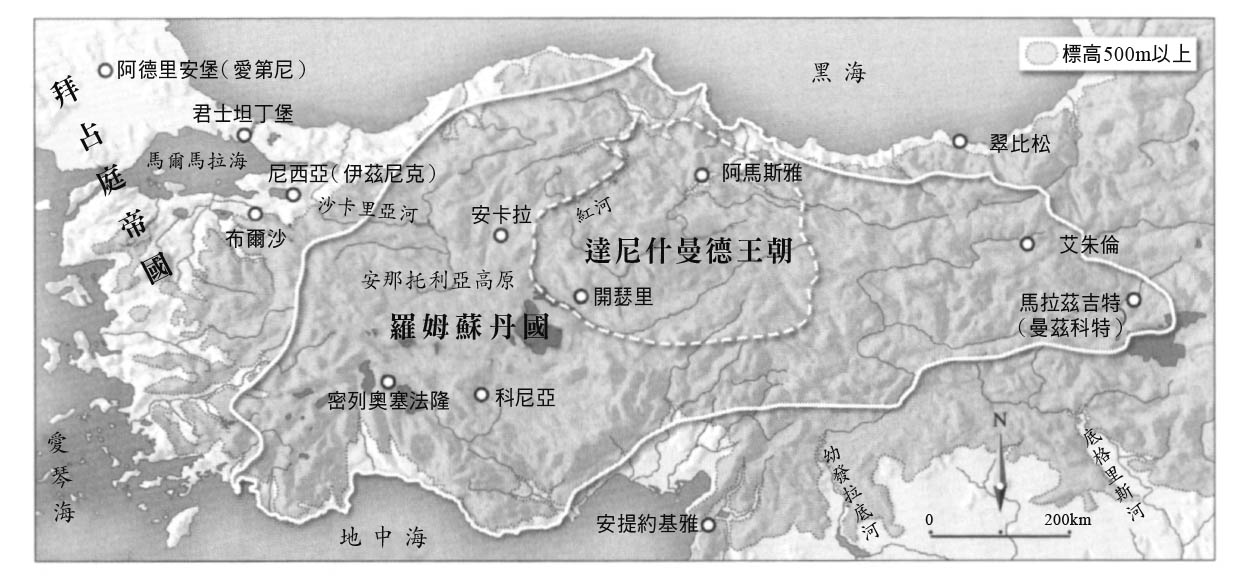 標高500m以上
拜占庭帝國
阿德里安堡（愛第尼）
黑海
君士坦丁堡
馬爾馬拉海
翠比松
尼西亞（伊茲尼克）
阿馬斯雅
沙卡里亞河
紅河
安卡拉
布爾沙
達尼什曼德王朝
艾朱倫
安那托利亞高原
開瑟里
馬拉茲吉特
（曼茲科特）
羅姆蘇丹國
密列奧塞法隆
科尼亞
愛琴海
N
幼發拉底河
底格里斯河
地中海
安提約基雅
0
200km